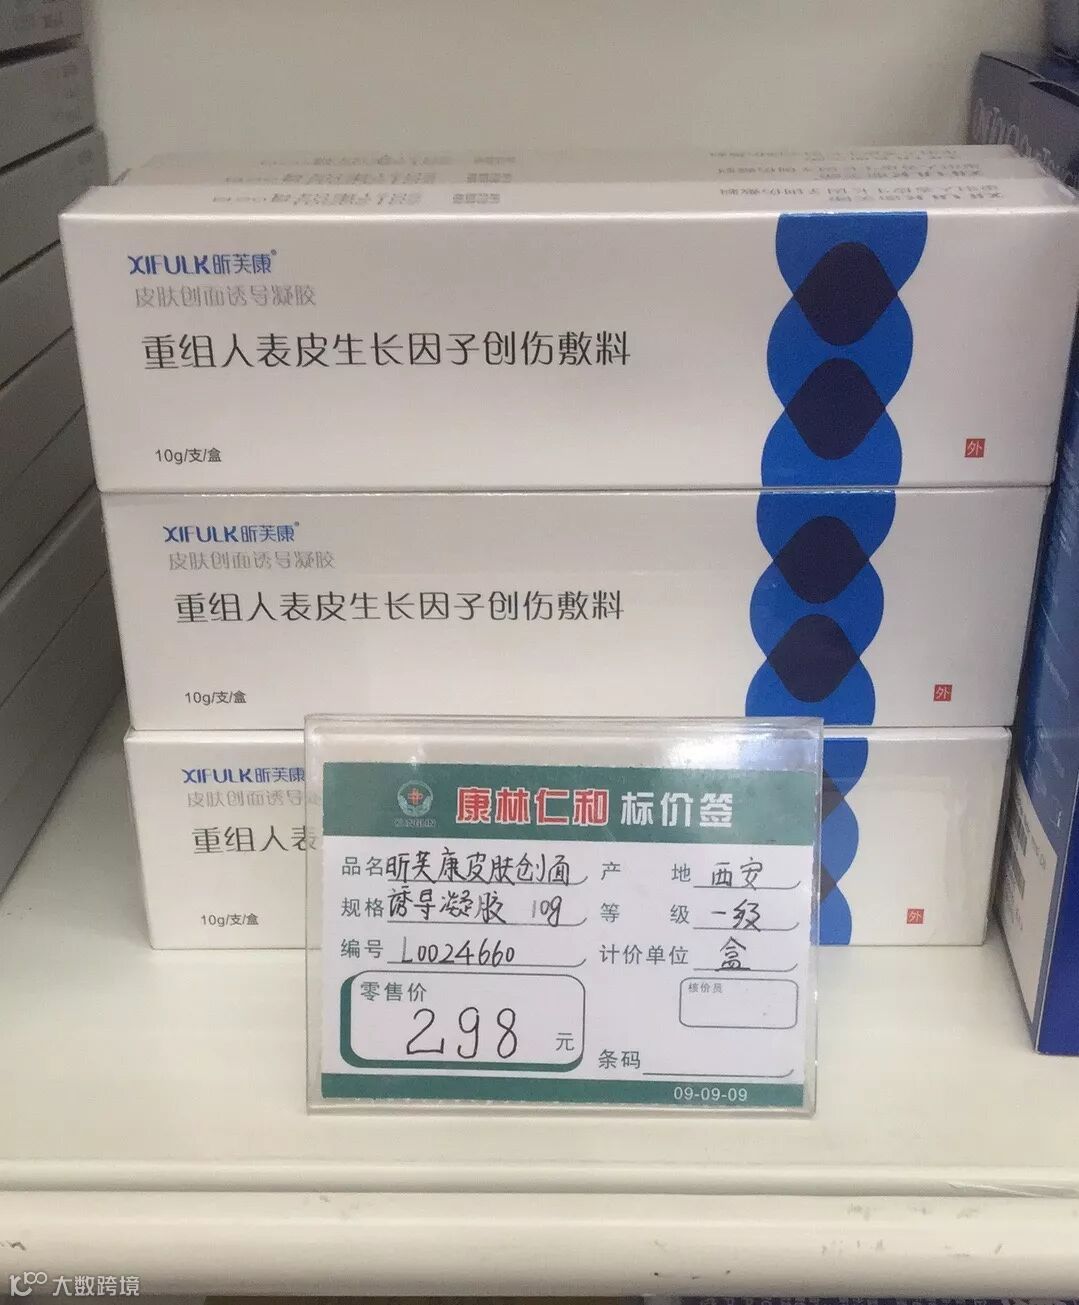 XIFULK昕芙康®
皮肤创面诱导凝胶
重组人表皮生长因子创伤敷料
10g/支/盒
外
XIFULK昕芙康®
皮肤创面诱导凝胶
重组人表皮生长因子创伤敷料
10g/支/盒
外
XIFULK昕芙康
皮肤创面诱导
重组人表
10g/支/盒
外
KANGLIN
康林仁和 标价签
品名 昕芙康皮肤创面 产 地 西安
规格 诱导凝胶 10g 等 级 一级
编号 L0024660 计价单位 盒
零售价
298 元
核价员
条码
09-09-09
大数跨境